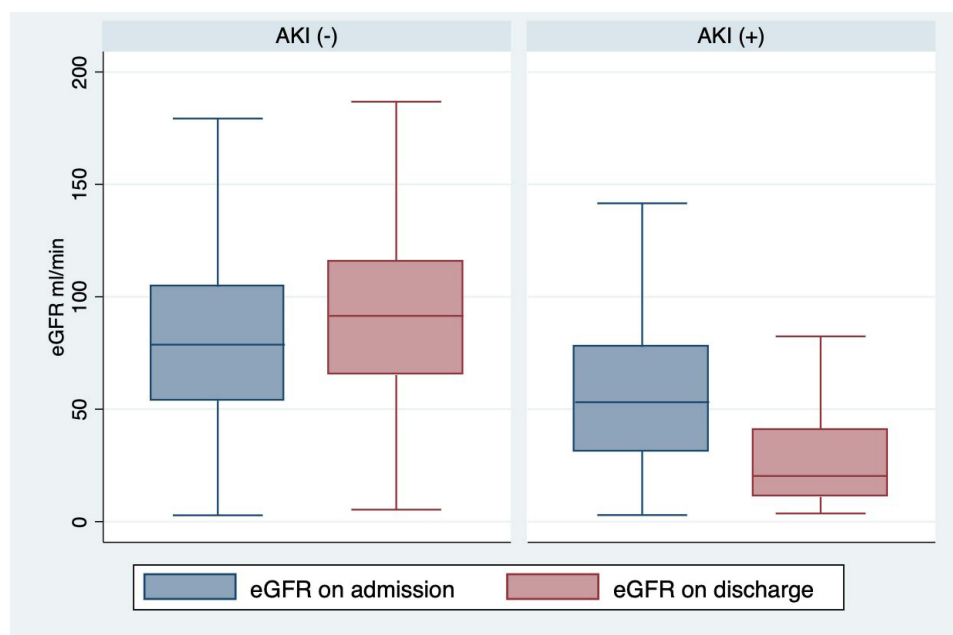 AKI (-)
AKI (+)
eGFR ml/min
200
150
100
50
0
eGFR on admission
eGFR on discharge